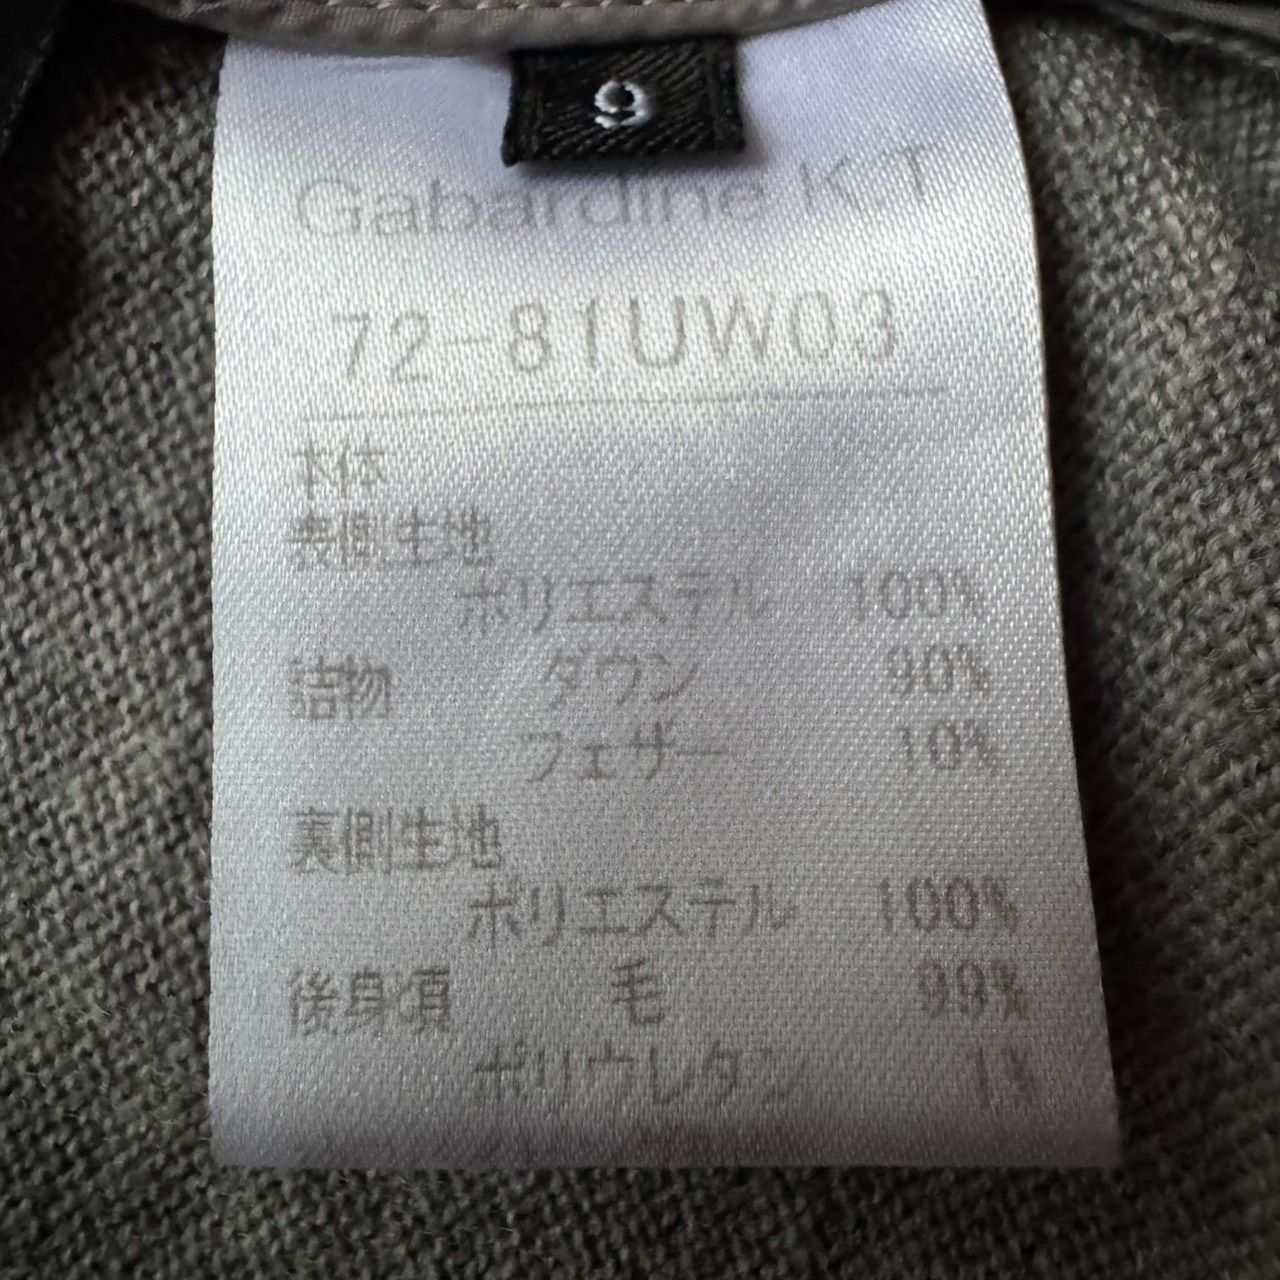 9
Gabardine K.T
72-81UW03
本体
表側生地
ポリエステル 100%
詰物 ダウン 90%
フェザー 10%
裏側生地
ポリエステル 100%
後身頃 毛 99%
ポリウレタン 1%